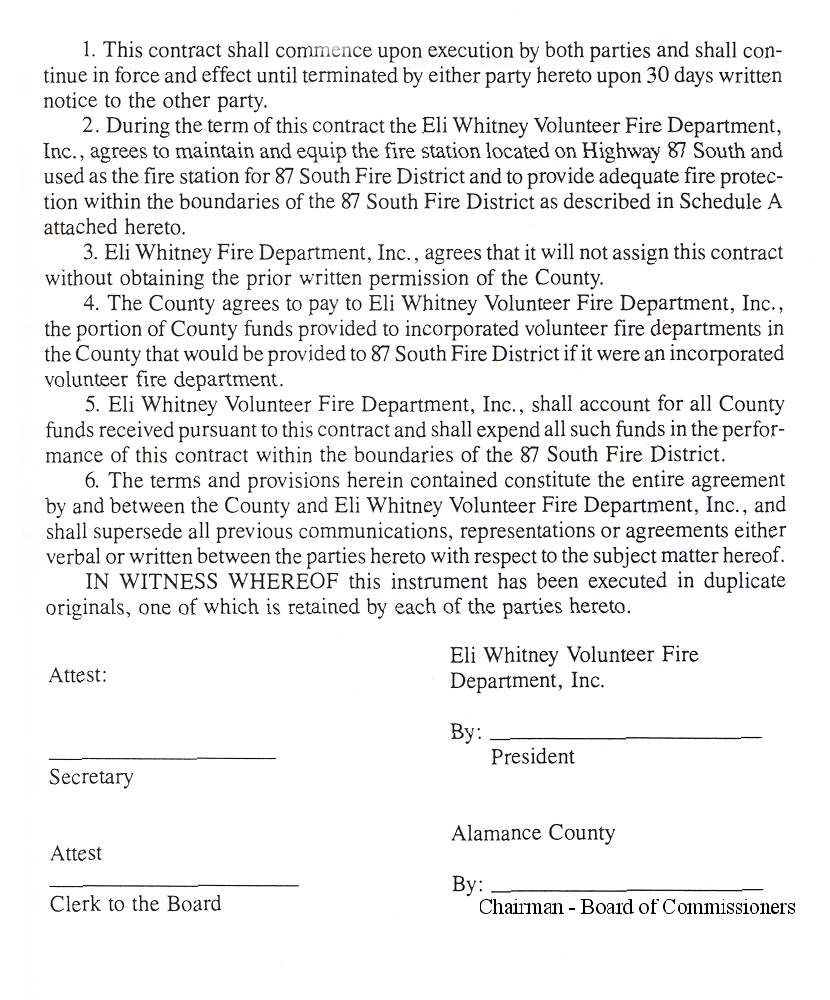 1. This contract shall commence upon execution by both parties and shall con-
tinue in force and effect until terminated by either party hereto upon 30 days written
notice to the other party.
2. During the term of this contract the Eli Whitney Volunteer Fire Department,
Inc., agrees to maintain and equip the fire station located on Highway 87 South and
used as the fire station for 87 South Fire District and to provide adequate fire protec-
tion within the boundaries of the 87 South Fire District as described in Schedule A
attached hereto.
3. Eli Whitney Fire Department, Inc., agrees that it will not assign this contract
without obtaining the prior written permission of the County.
4. The County agrees to pay to Eli Whitney Volunteer Fire Department, Inc.,
the portion of County funds provided to incorporated volunteer fire departments in
the County that would be provided to 87 South Fire District if it were an incorporated
volunteer fire department.
5. Eli Whitney Volunteer Fire Department, Inc., shall account for all County
funds received pursuant to this contract and shall expend all such funds in the perfor-
mance of this contract within the boundaries of the 87 South Fire District.
6. The terms and provisions herein contained constitute the entire agreement
by and between the County and Eli Whitney Volunteer Fire Department, Inc., and
shall supersede all previous communications, representations or agreements either
verbal or written between the parties hereto with respect to the subject matter hereof.
IN WITNESS WHEREOF this instrument has been executed in duplicate
originals, one of which is retained by each of the parties hereto.
Eli Whitney Volunteer Fire
Attest:
Department, Inc.
By:
President
Secretary
Alamance County
Attest
By:
Clerk to the Board
Chairman - Board of Commissioners